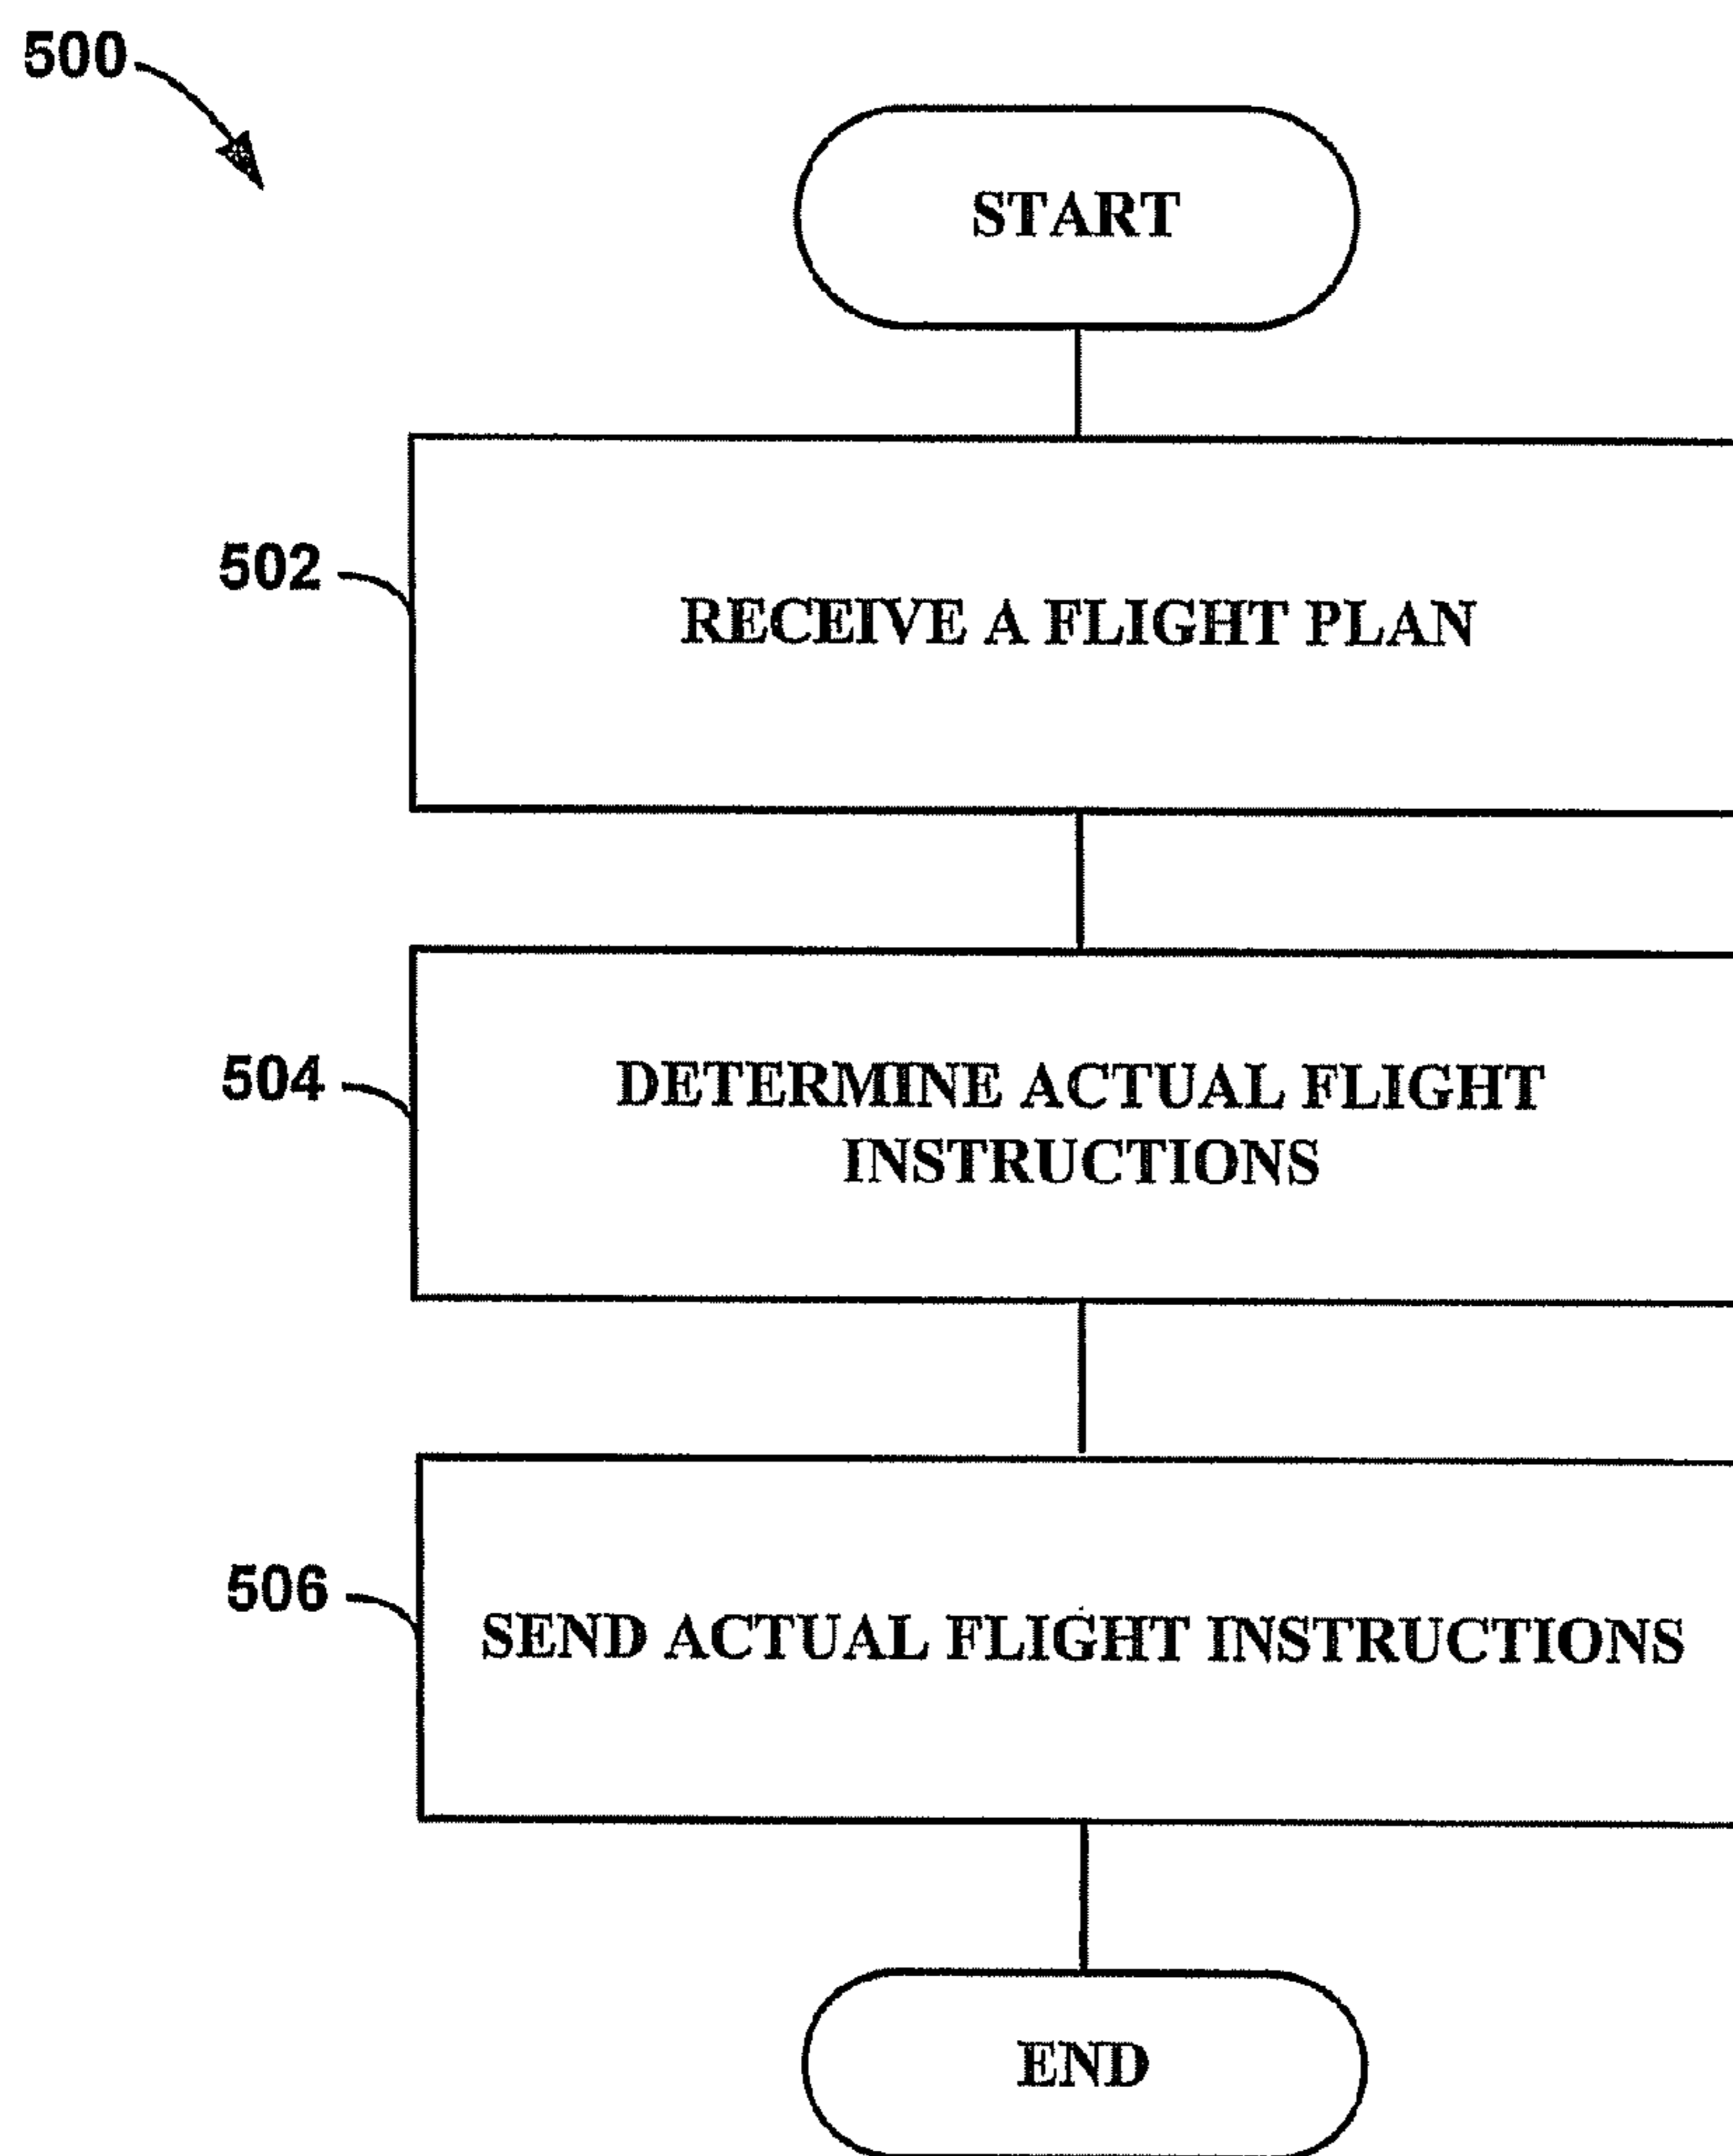 500
START
502
RECEIVE A FLIGHT PLAN
504
DETERMINE ACTUAL FLIGHT
INSTRUCTIONS
506
SEND ACTUAL FLIGHT INSTRUCTIONS
END